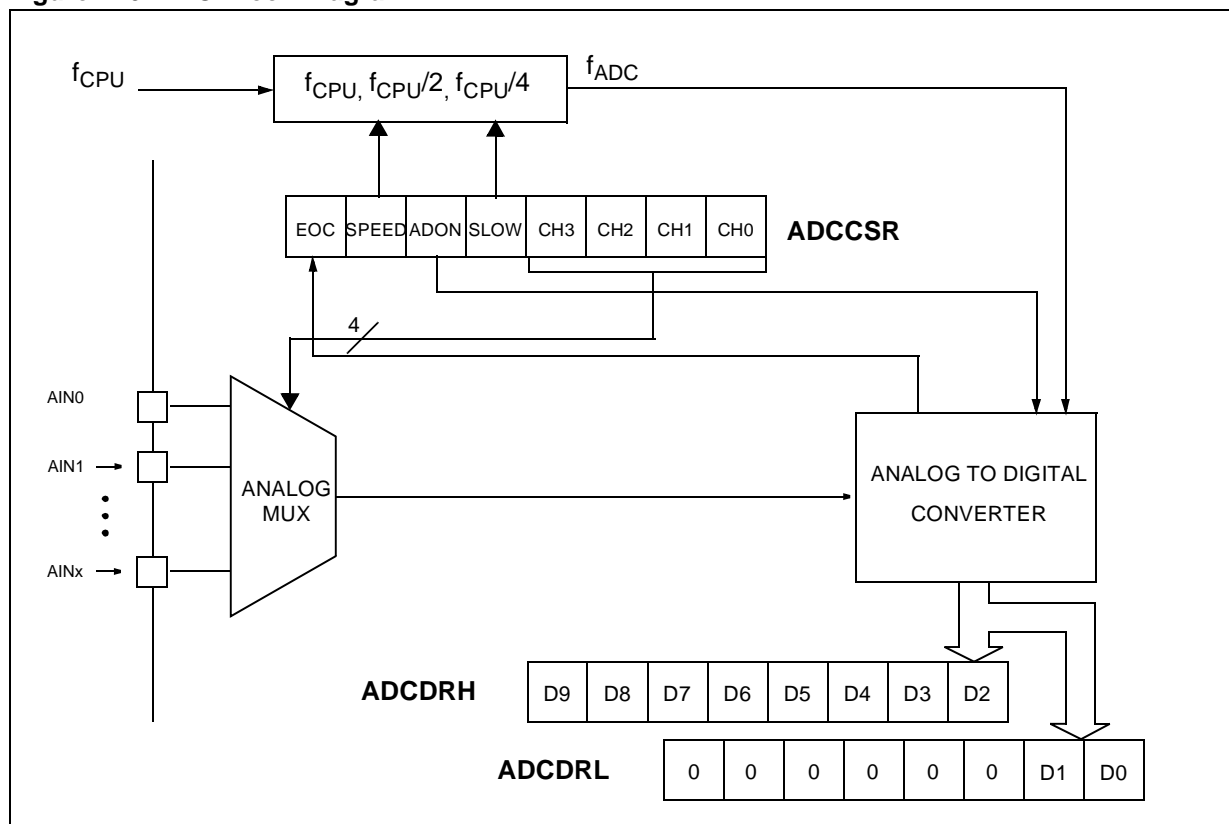 fCPU
fCPU, fCPU/2, fCPU/4
fADC
EOC SPEED ADON SLOW CH3 CH2 CH1 CH0
ADCCSR
4
AIN0
AIN1
ANALOG
MUX
ANALOG TO DIGITAL
CONVERTER
AINx
ADCDRH
D9 D8 D7 D6 D5 D4 D3 D2
ADCDRL
0 0 0 0 0 0 D1 D0